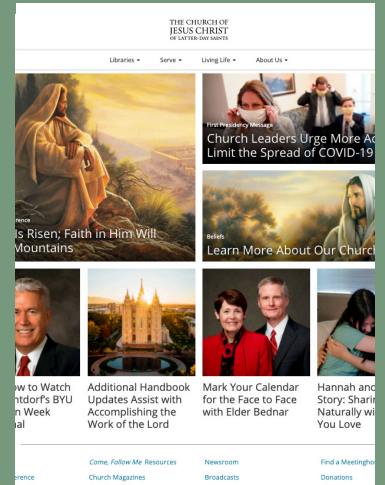 THE CHURCH OF
JESUS CHRIST
OF LATTER-DAY SAINTS
Libraries
Serve
Living Life
About Us
rence
Is Risen; Faith in Him Will
Mountains
First Presidency Message
Church Leaders Urge More Ac
Limit the Spread of COVID-19
Beliefs
Learn More About Our Church
ow to Watch
htdorf's BYU
n Week
nal
Additional Handbook
Updates Assist with
Accomplishing the
Work of the Lord
Mark Your Calendar
for the Face to Face
with Elder Bednar
Hannah and
Story: Sharin
Naturally wi
You Love
Come, Follow Me Resources
Newsroom
Find a Meetinghou
erence
Church Magazines
Broadcasts
Donations